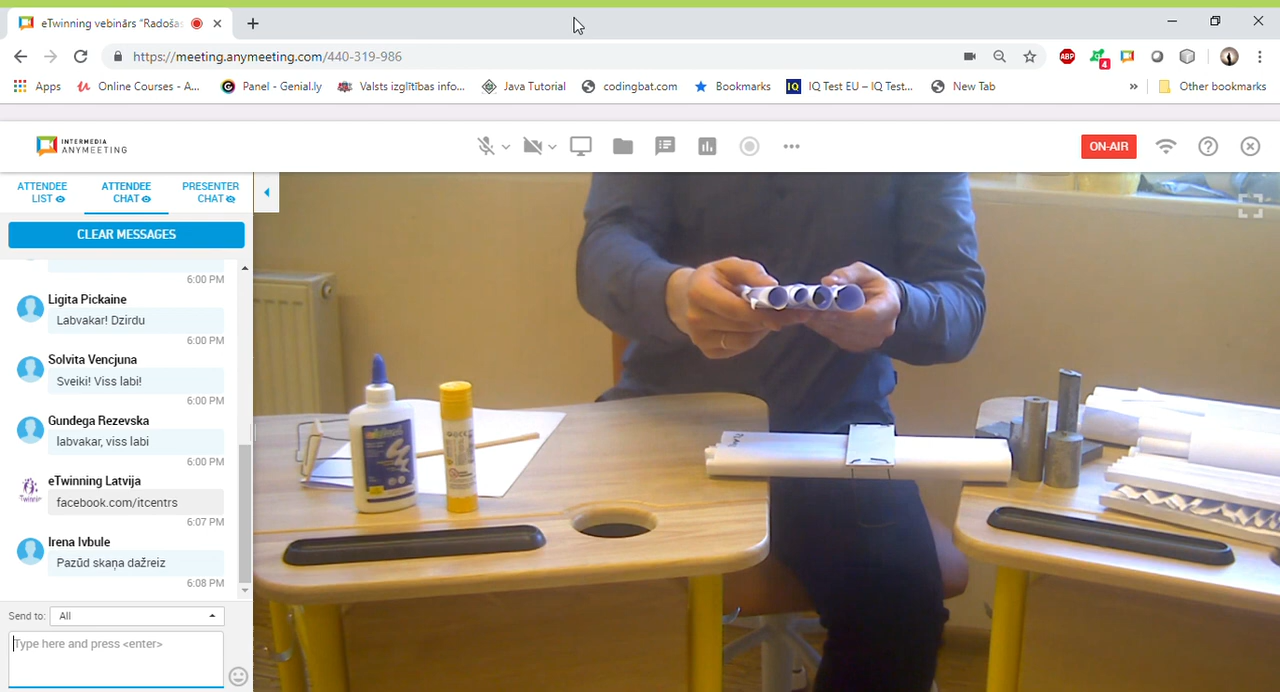 eTwinning vebinārs "Radošas
https://meeting.anymeeting.com/440-319-986
ABP
4
Apps
Online Courses - A...
Panel - Genial.ly
Valsts izglītības info...
Java Tutorial
codingbat.com
Bookmarks
IQ
IQ Test EU – IQ Test...
New Tab
»
Other bookmarks
INTERMEDIA
ANYMEETING
ON-AIR
ATTENDEE
LIST
ATTENDEE
CHAT
PRESENTER
CHAT
CLEAR MESSAGES
6:00 PM
Ligita Pickaine
Labvakar! Dzirdu
6:00 PM
Solvita Vencjuna
Sveiki! Viss labi!
6:00 PM
Gundega Rezevska
labvakar, viss labi
6:00 PM
eTwinning Latvija
facebook.com/itcentrs
6:07 PM
Irena Ivbule
Pazūd skaņa dažreiz
6:08 PM
Send to:
All
Type here and press <enter>